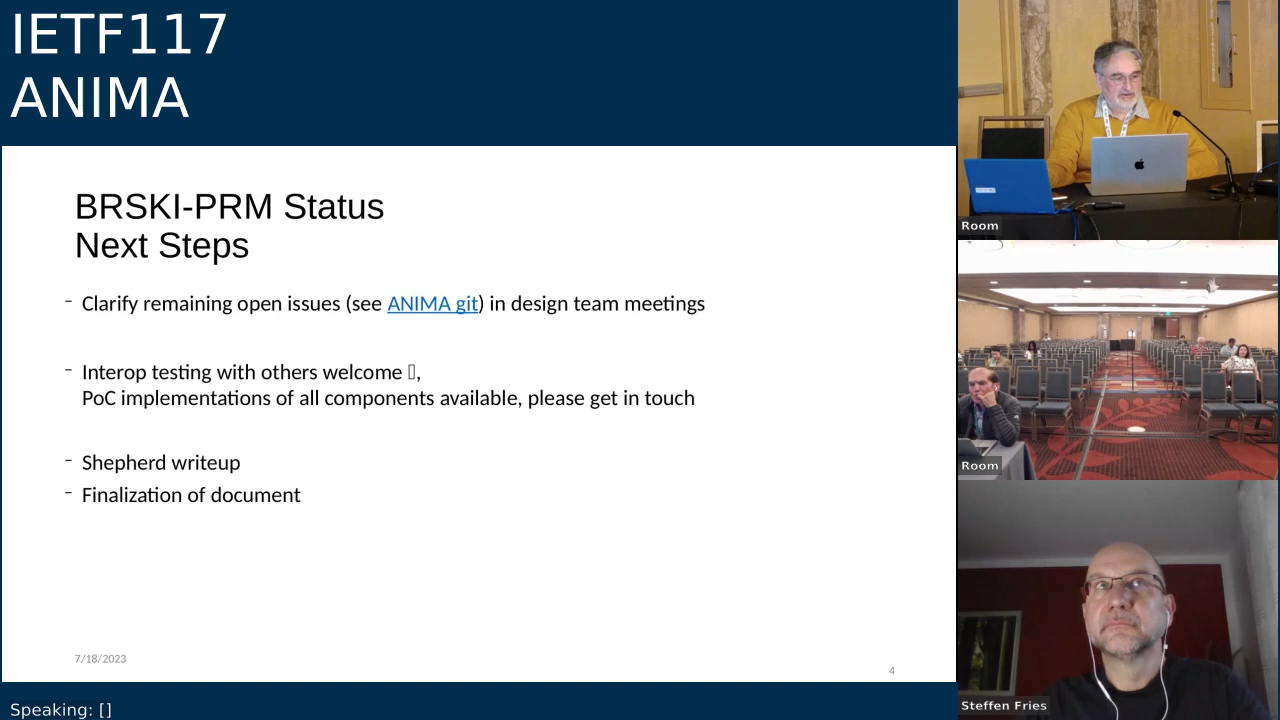 IETF117
ANIMA
BRSKI-PRM Status
Next Steps
- Clarify remaining open issues (see ANIMA git) in design team meetings
- Interop testing with others welcome ▯,
PoC implementations of all components available, please get in touch
- Shepherd writeup
- Finalization of document
7/18/2023
4
Speaking: []
Room
Room
Steffen Fries